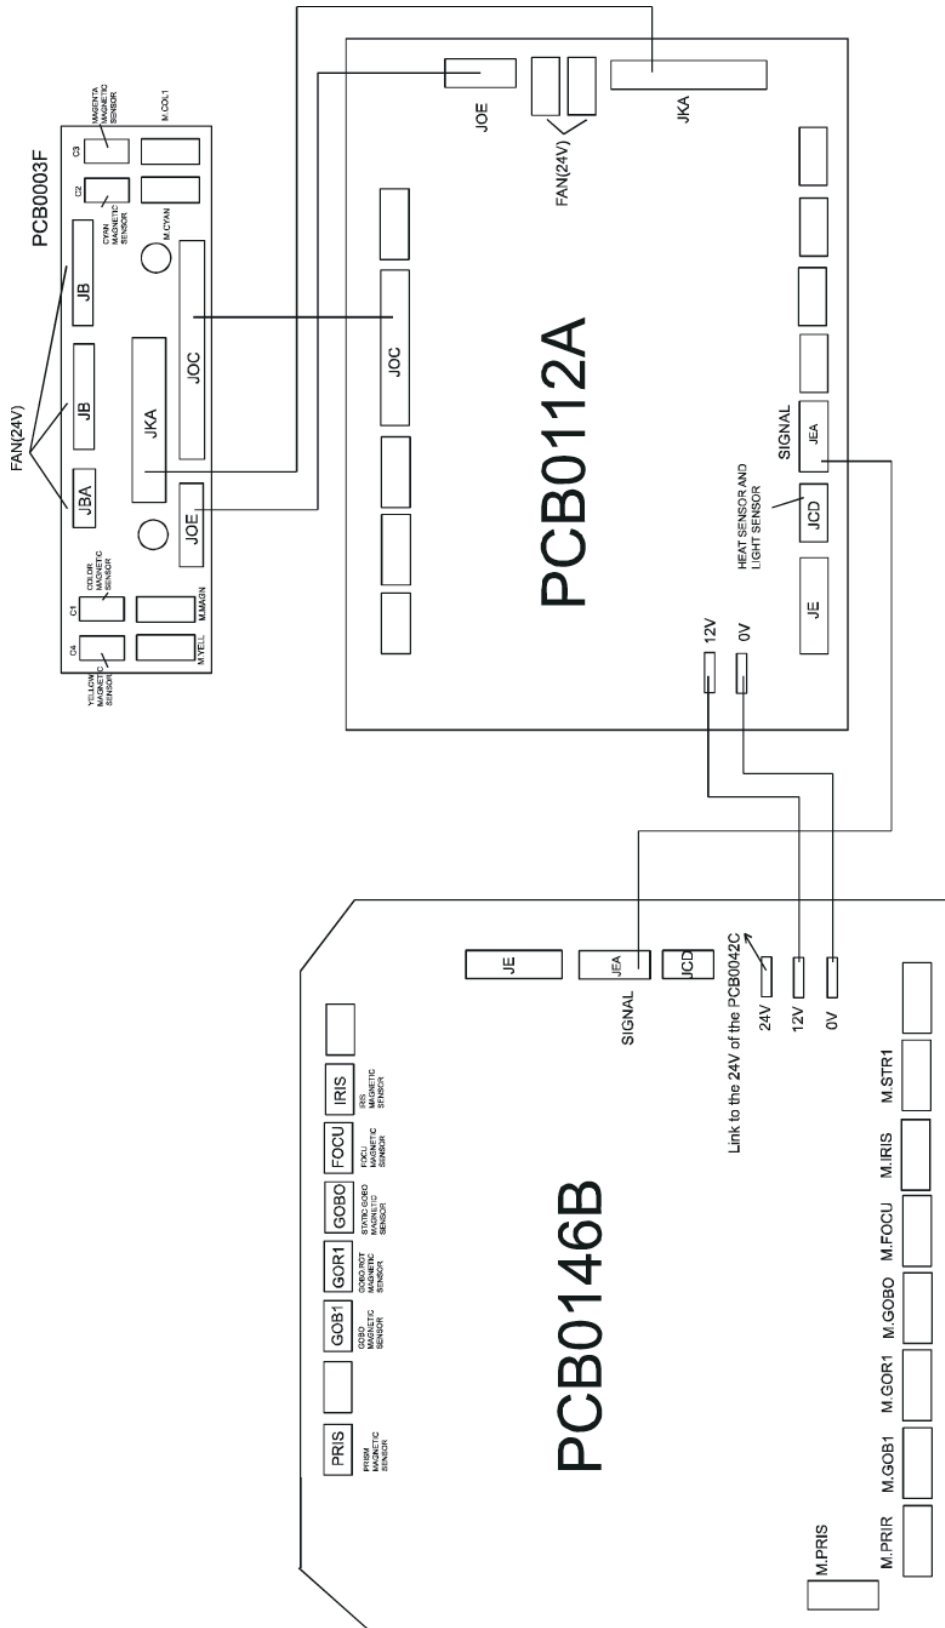 PCB0003F
FAN(24V)
YELLOW
MAGNETIC
SENSOR
C4
C1
COLOR
MAGNETIC
SENSOR
JBA
JB
JB
C2
CYAN
MAGNETIC
SENSOR
C3
MAGENTA
MAGNETIC
SENSOR
M.YELL
M.MAGN
M.CYAN
M.COL1
JKA
JOE
JOC
PCB0112A
JOC
JOE
FAN(24V)
JKA
12V
0V
HEAT SENSOR AND
LIGHT SENSOR
SIGNAL
JE
JCD
JEA
PCB0146B
PRIS
PRISM
MAGNETIC
SENSOR
GOB1
GOBO
MAGNETIC
SENSOR
GOR1
GOBO.ROT
MAGNETIC
SENSOR
GOBO
STATIC GOBO
MAGNETIC
SENSOR
FOCU
FOCU
MAGNETIC
SENSOR
IRIS
IRIS
MAGNETIC
SENSOR
JE
JEA
JCD
SIGNAL
Link to the 24V of the PCB0042C
24V
12V
0V
M.PRIS
M.PRIR
M.GOB1
M.GOR1
M.GOBO
M.FOCU
M.IRIS
M.STR1